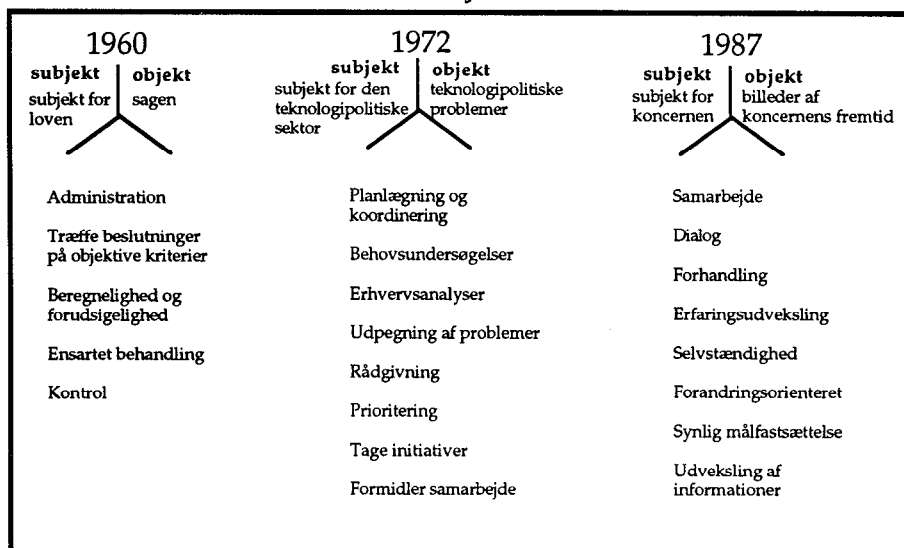 1960
subjekt objekt
subjekt for sagen
loven
Administration
Træffe beslutninger
på objektive kriterier
Beregnelighed og
forudsigelighed
Ensartet behandling
Kontrol
1972
subjekt objekt
subjekt for den teknologipolitiske
teknologipolitiske problemer
sektor
Planlægning og
koordinering
Behovsundersøgelser
Erhvervsanalyser
Udpegning af problemer
Rådgivning
Prioritering
Tage initiativer
Formidler samarbejde
1987
subjekt objekt
subjekt for billeder af
koncernen koncernens fremtid
Samarbejde
Dialog
Forhandling
Erfaringsudveksling
Selvstændighed
Forandringsorienteret
Synlig målfastsættelse
Udveksling af
informationer